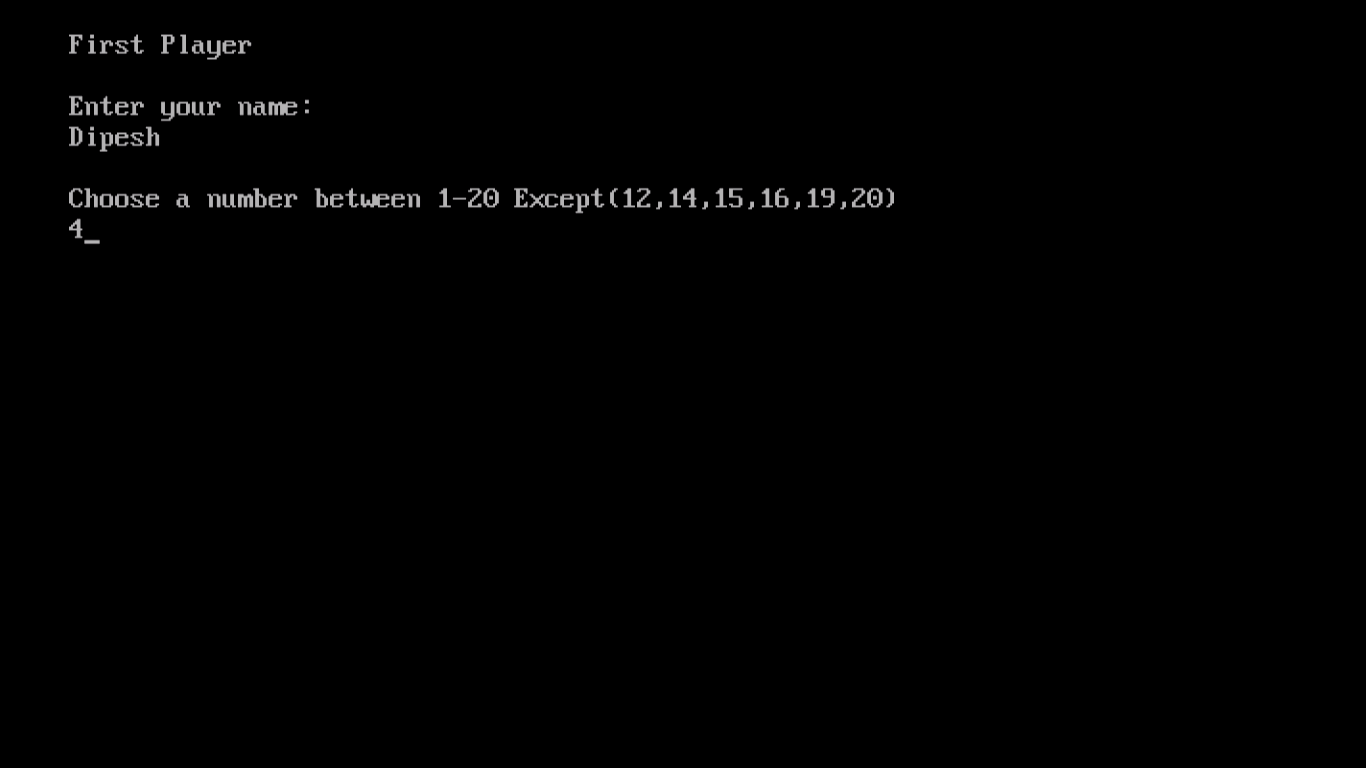 First Player
Enter your name:
Dipesh
Choose a number between 1-20 Except(12,14,15,16,19,20)
4_